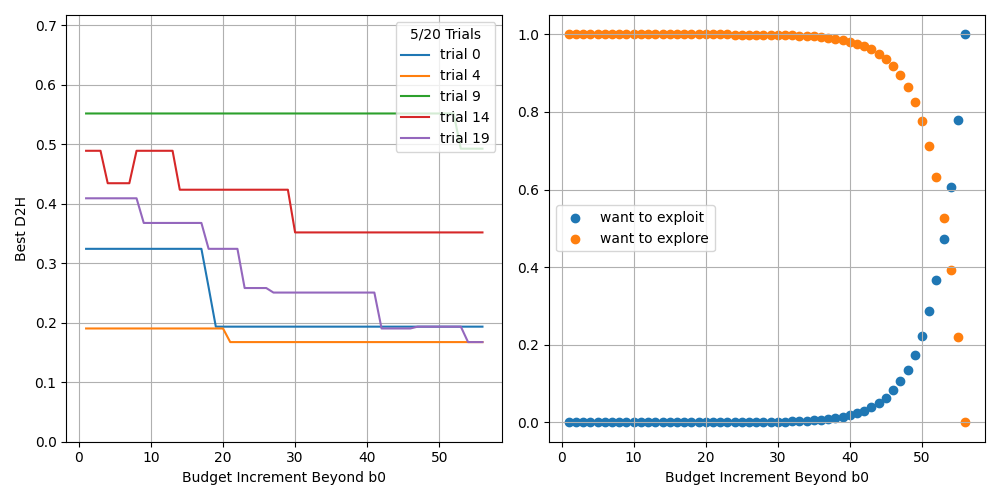 5/20 Trials
trial 0
trial 4
trial 9
trial 14
trial 19
0.7
0.6
0.5
0.4
0.3
0.2
0.1
0.0
Best D2H
0 10 20 30 40 50
Budget Increment Beyond b0
1.0
0.8
0.6
0.4
0.2
0.0
want to exploit
want to explore
0 10 20 30 40 50
Budget Increment Beyond b0